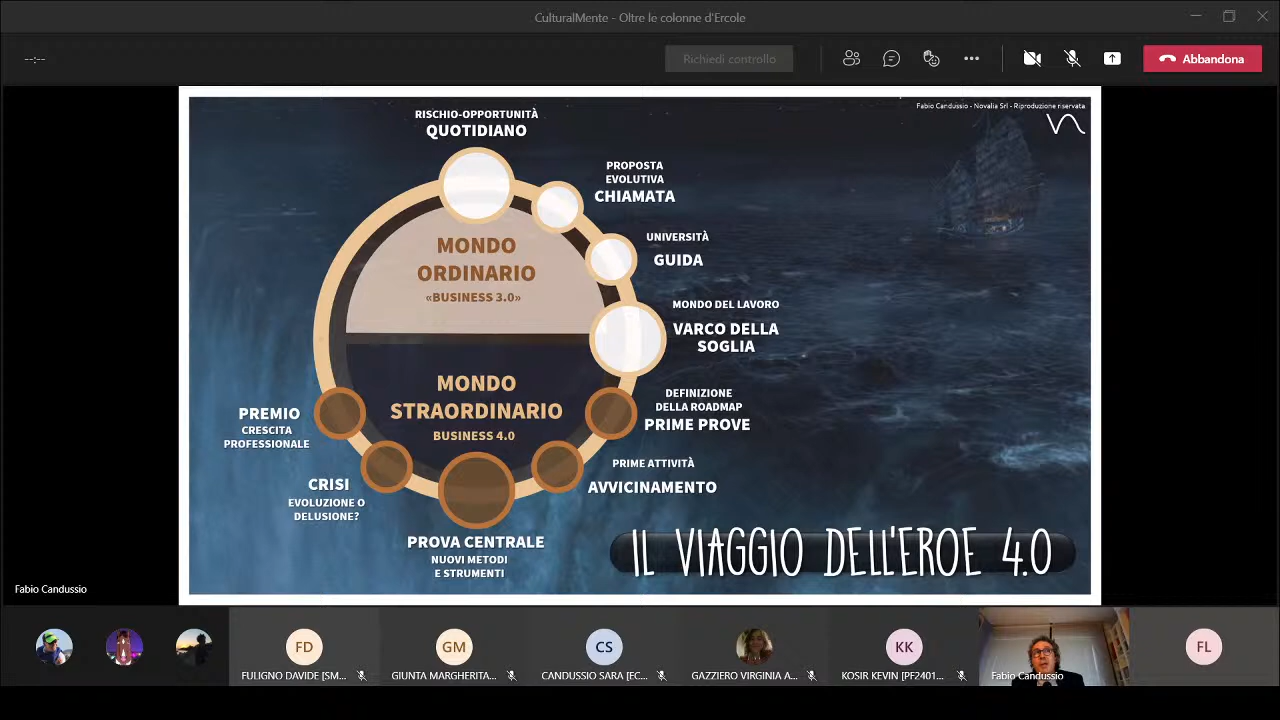 CulturalMente - Oltre le colonne d'Ercole
--:--
Richiedi controllo
Abbandona
Fabio Candussio - Novalia Srl - Riproduzione riservata
RISCHIO-OPPORTUNITÀ
QUOTIDIANO
PROPOSTA
EVOLUTIVA
CHIAMATA
UNIVERSITÀ
GUIDA
MONDO DEL LAVORO
VARCO DELLA
SOGLIA
MONDO
ORDINARIO
«BUSINESS 3.0»
MONDO
STRAORDINARIO
BUSINESS 4.0
DEFINIZIONE
DELLA ROADMAP
PRIME PROVE
PRIME ATTIVITÀ
AVVICINAMENTO
PROVA CENTRALE
NUOVI METODI
E STRUMENTI
CRISI
EVOLUZIONE O
DELUSIONE?
PREMIO
CRESCITA
PROFESSIONALE
IL VIAGGIO DELL'EROE 4.0
Fabio Candussio
FD
FULIGNO DAVIDE [SM...
GM
GIUNTA MARGHERITA...
CS
CANDUSSIO SARA [EC...
GAZZIERO VIRGINIA A...
KK
KOSIR KEVIN [PF2401...
Fabio Candussio
FL